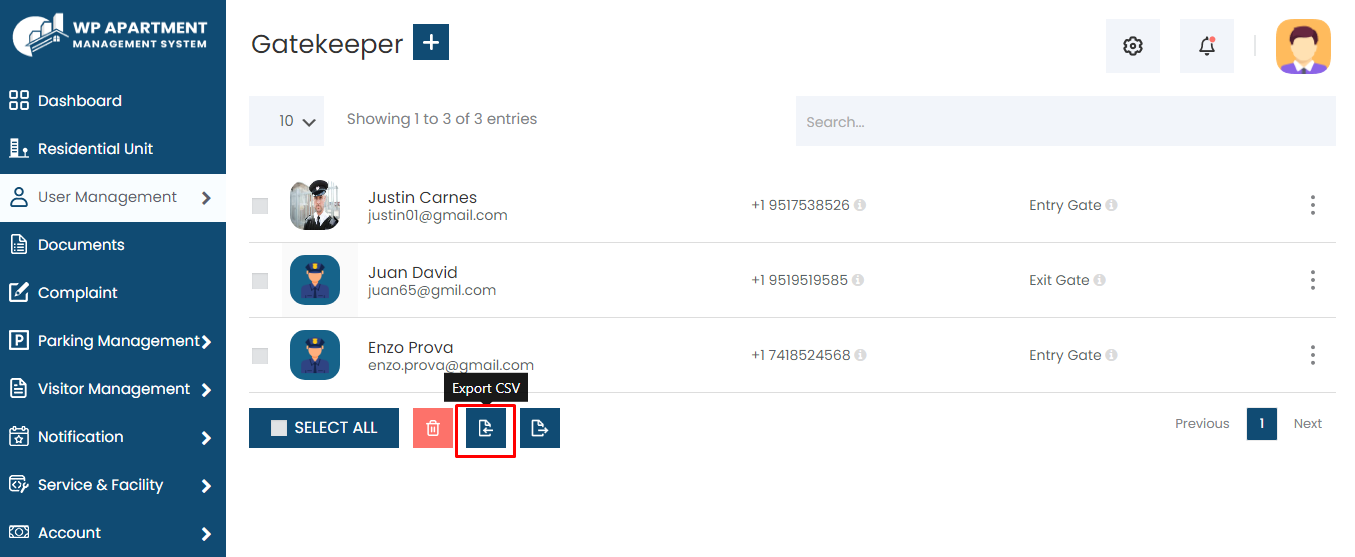 WP APARTMENT
MANAGEMENT SYSTEM
Gatekeeper +
Dashboard
Residential Unit
User Management
Documents
Complaint
Parking Management
Visitor Management
Notification
Service & Facility
Account
10
Showing 1 to 3 of 3 entries
Search...
Justin Carnes
justin01@gmail.com
+1 9517538526
Entry Gate
Juan David
juan65@gmil.com
+1 9519519585
Exit Gate
Enzo Prova
enzo.prova@gmail.com
+1 7418524568
Entry Gate
Export CSV
SELECT ALL
Previous
1
Next